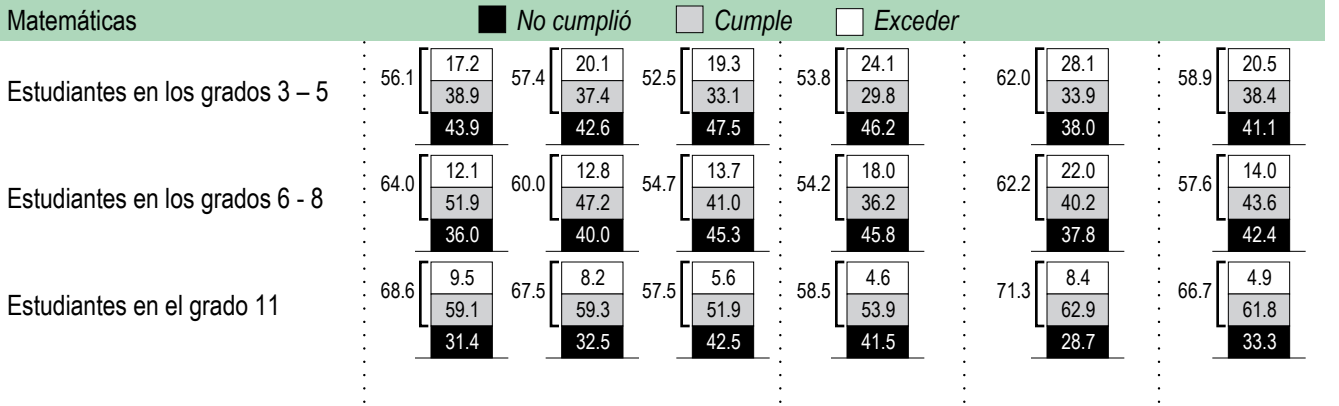 Matemáticas No cumplió Cumple Exceder
17.2 20.1 19.3 24.1 28.1 20.5
56.1 57.4 52.5 53.8 62.0 58.9
Estudiantes en los grados 3 – 5 38.9 37.4 33.1 29.8 33.9 38.4
43.9 42.6 47.5 46.2 38.0 41.1
12.1 12.8 13.7 18.0 22.0 14.0
64.0 60.0 54.7 54.2 62.2 57.6
Estudiantes en los grados 6 - 8 51.9 47.2 41.0 36.2 40.2 43.6
36.0 40.0 45.3 45.8 37.8 42.4
9.5 8.2 5.6 4.6 8.4 4.9
68.6 67.5 57.5 58.5 71.3 66.7
Estudiantes en el grado 11 59.1 59.3 51.9 53.9 62.9 61.8
31.4 32.5 42.5 41.5 28.7 33.3